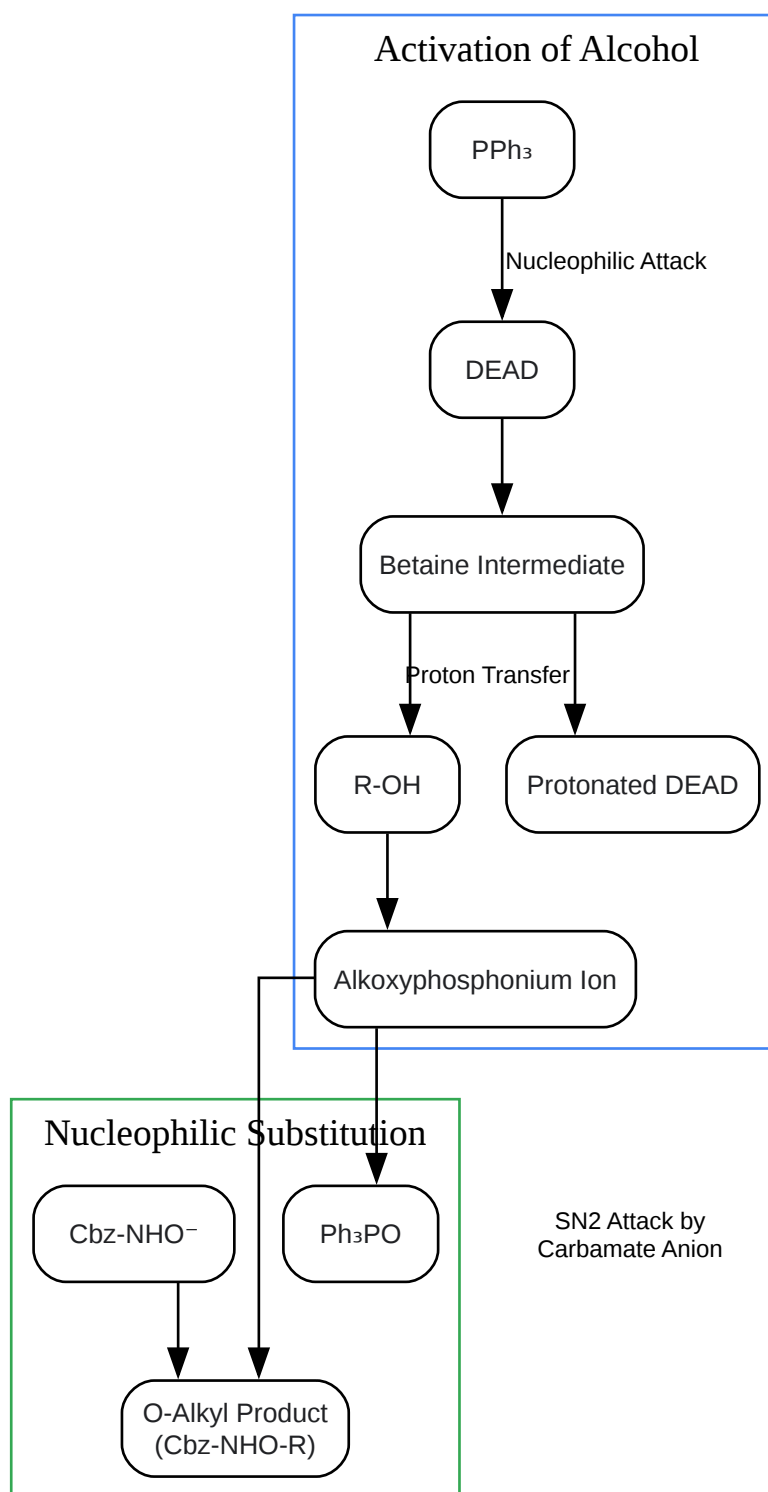 Activation of Alcohol
PPh₃
Nucleophilic Attack
DEAD
Betaine Intermediate
Proton Transfer
R-OH
Protonated DEAD
Alkoxyphosphonium Ion
Nucleophilic Substitution
Cbz-NHO⁻
Ph₃PO
SN2 Attack by
Carbamate Anion
O-Alkyl Product
(Cbz-NHO-R)